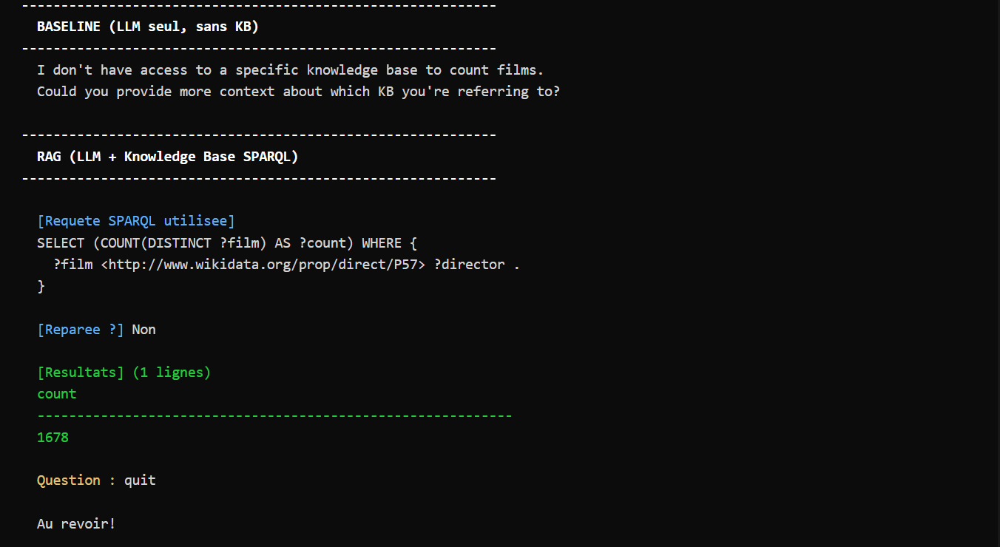 ------------------------------------------------------------
BASELINE (LLM seul, sans KB)
------------------------------------------------------------
I don't have access to a specific knowledge base to count films.
Could you provide more context about which KB you're referring to?
------------------------------------------------------------
RAG (LLM + Knowledge Base SPARQL)
------------------------------------------------------------
[Requete SPARQL utilisee]
SELECT (COUNT(DISTINCT ?film) AS ?count) WHERE {
  ?film <http://www.wikidata.org/prop/direct/P57> ?director .
}
[Reparee ?] Non
[Resultats] (1 lignes)
count
------------------------------------------------------------
1678
Question : quit
Au revoir!